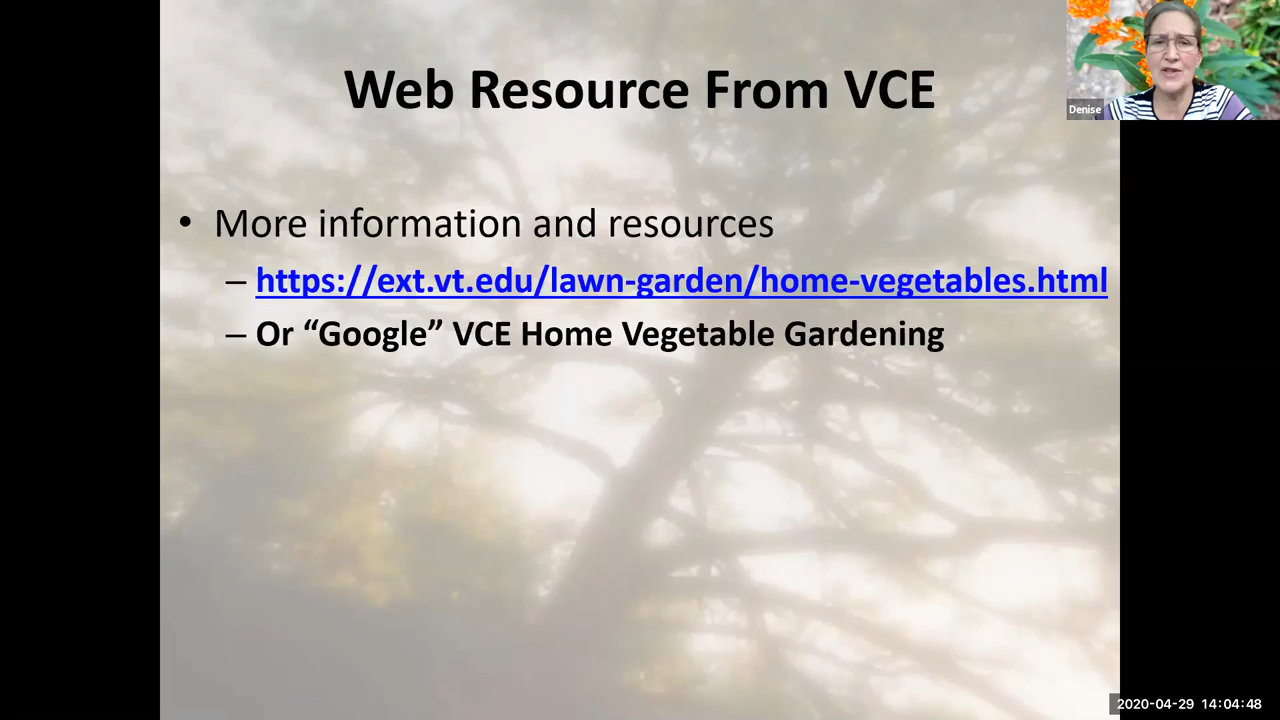 Web Resource From VCE
Denise
• More information and resources
– https://ext.vt.edu/lawn-garden/home-vegetables.html
– Or “Google” VCE Home Vegetable Gardening
2020-04-29 14:04:48